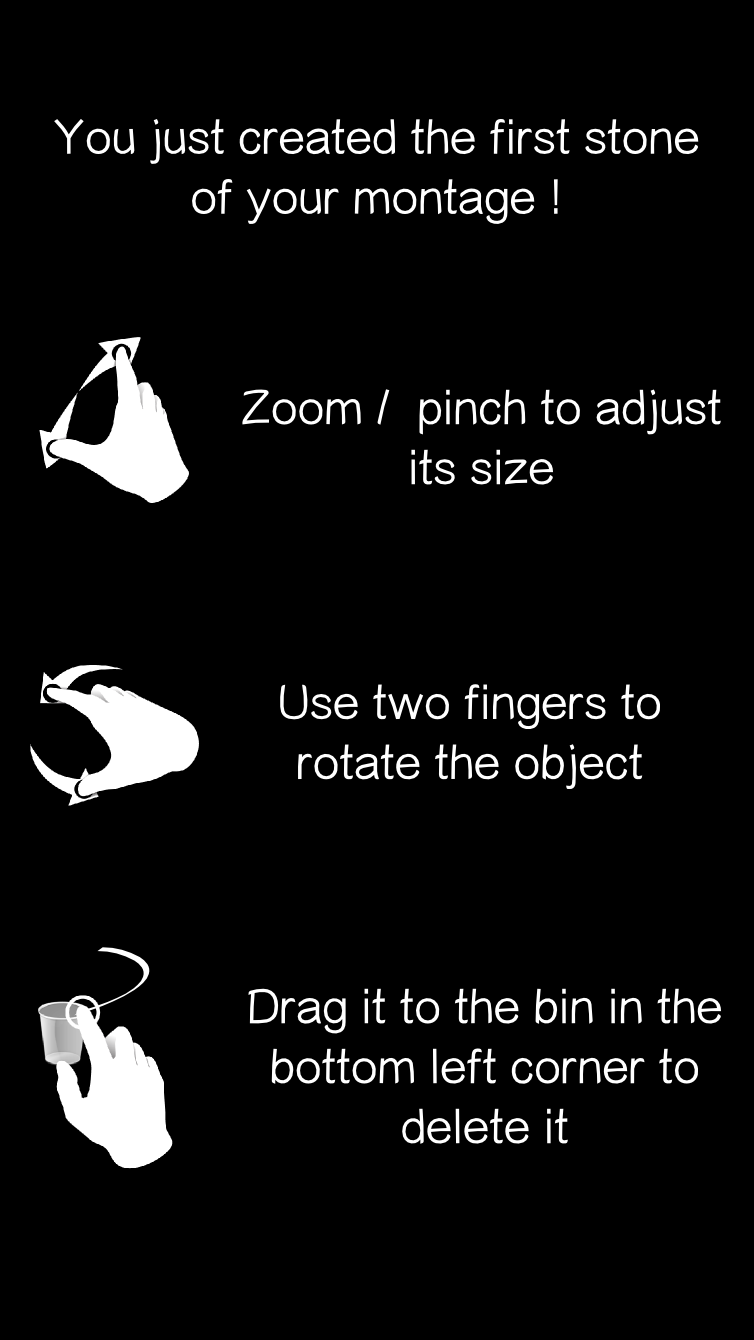 You just created the first stone
of your montage !
Zoom /  pinch to adjust
its size
Use two fingers to
rotate the object
Drag it to the bin in the
bottom left corner to
delete it